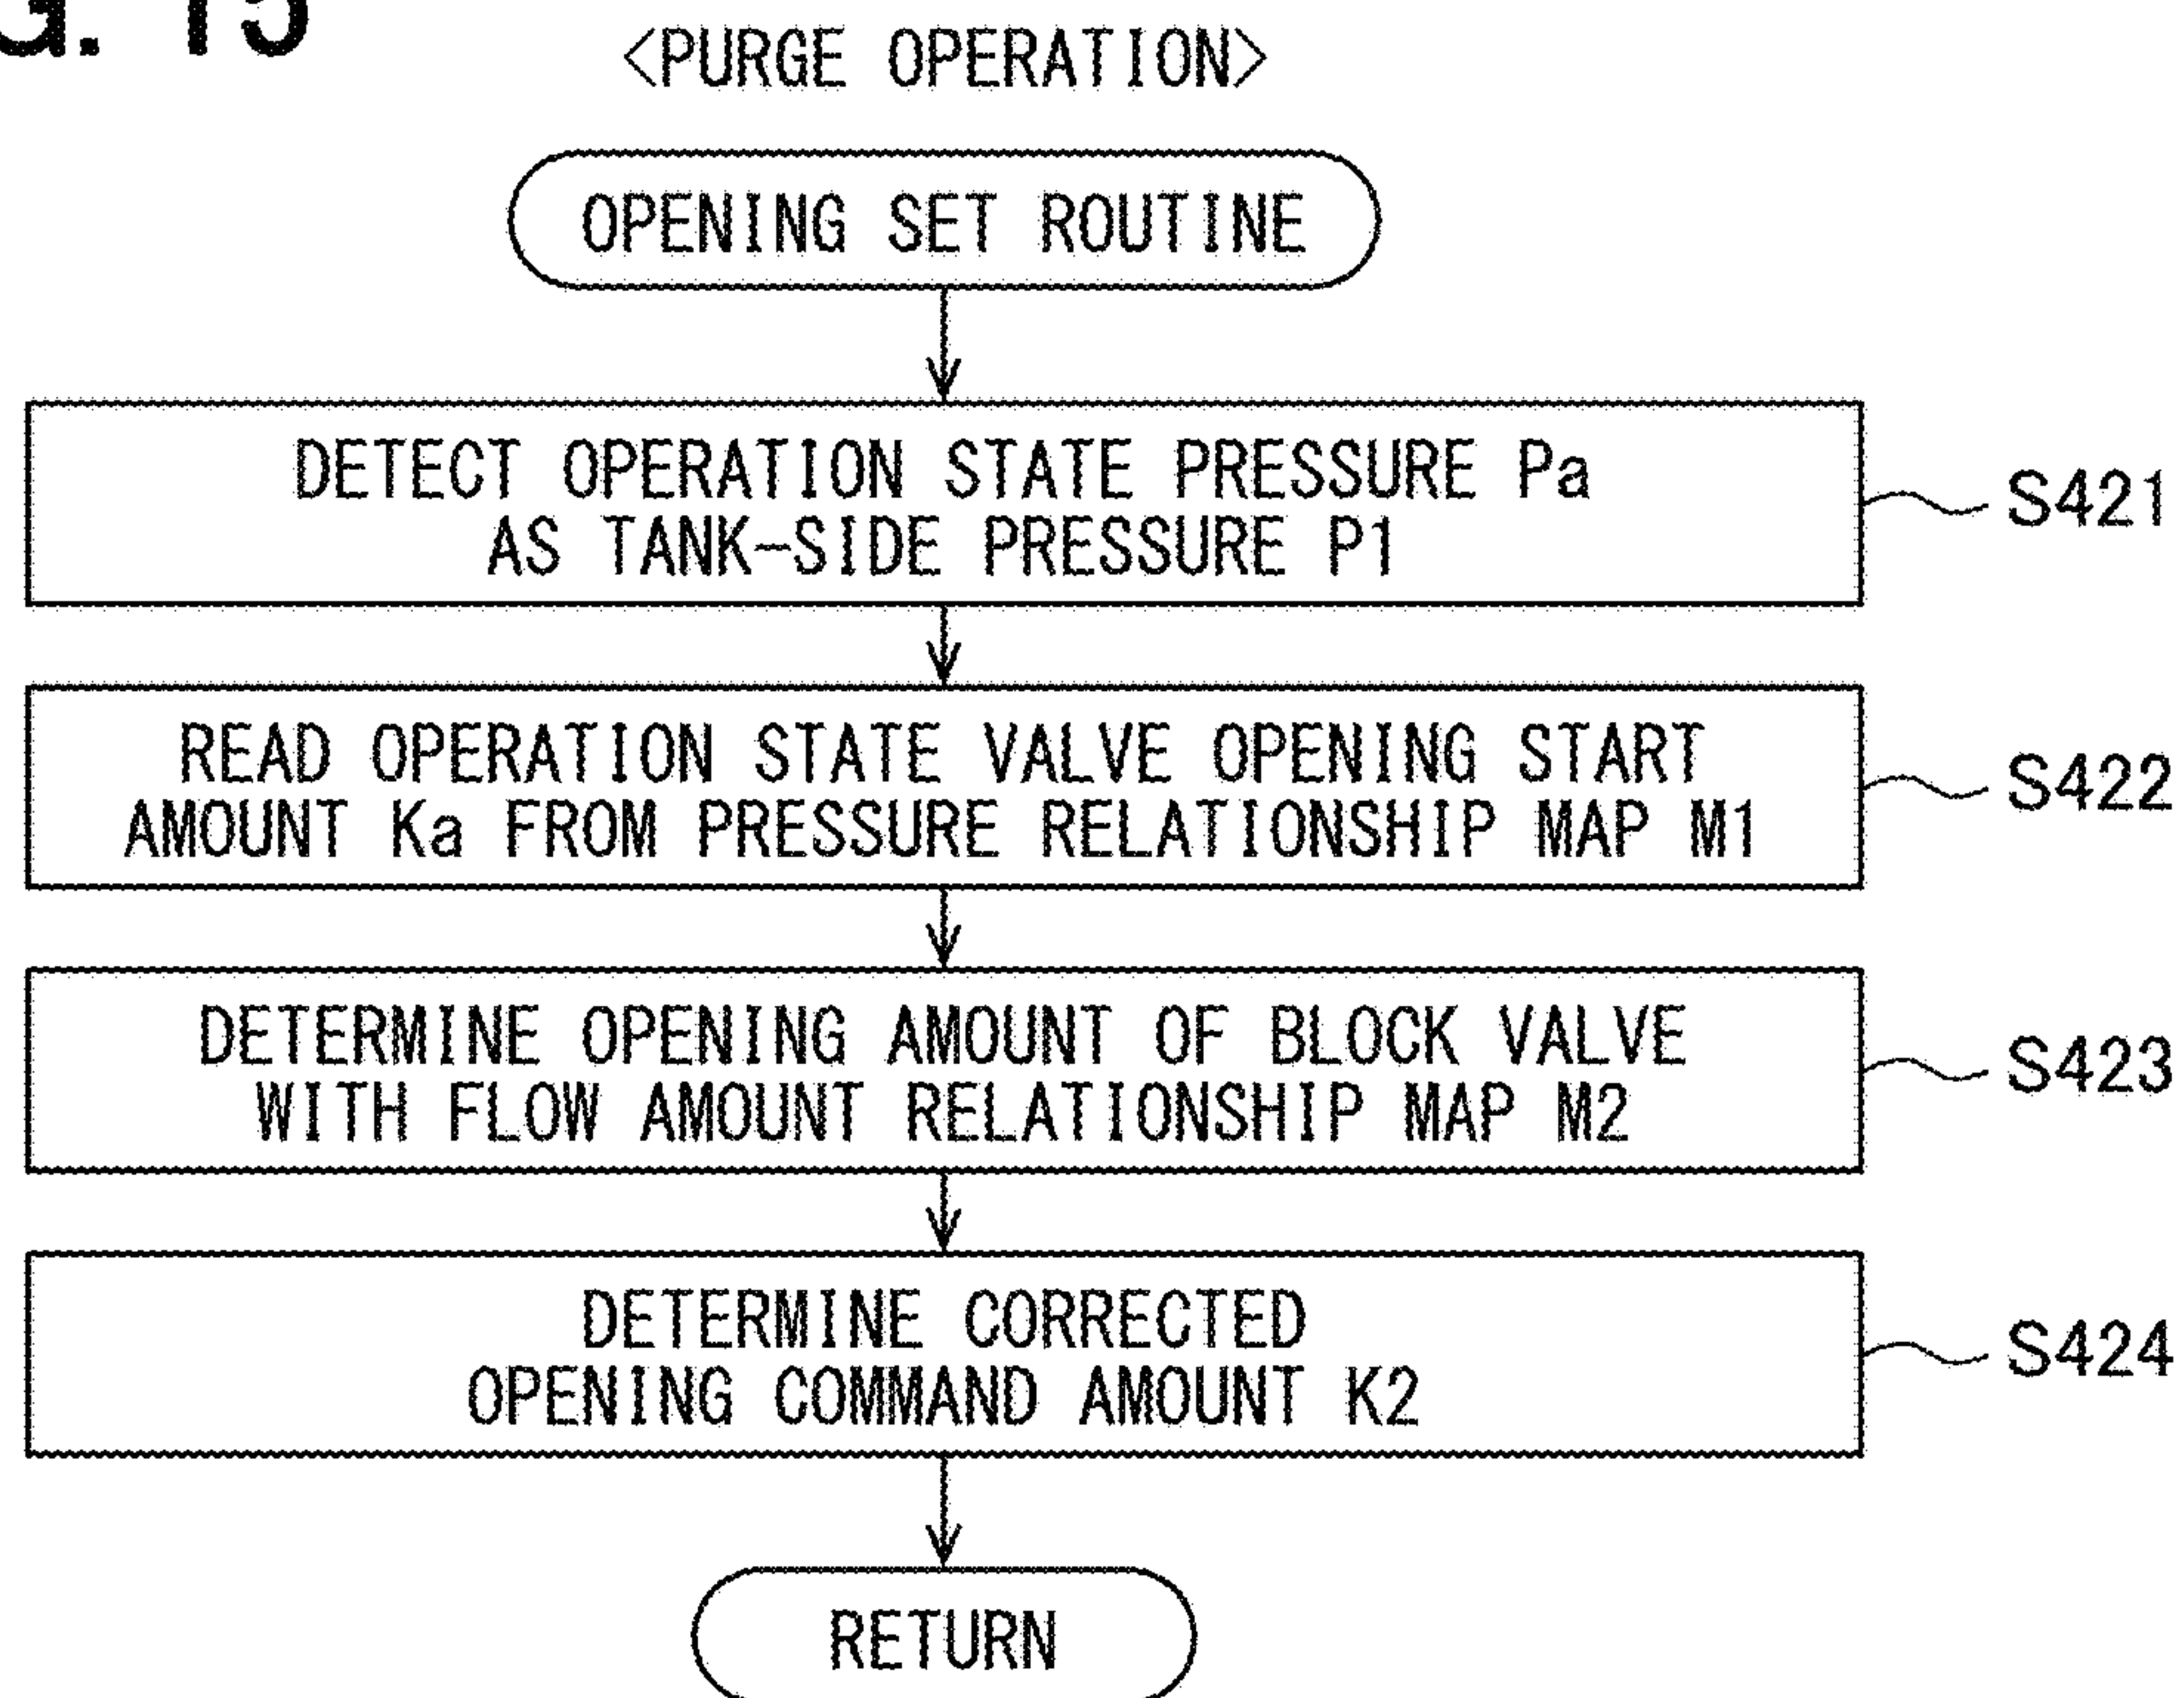 G. 15
<PURGE OPERATION>
OPENING SET ROUTINE
DETECT OPERATION STATE PRESSURE Pa
AS TANK-SIDE PRESSURE P1
S421
READ OPERATION STATE VALVE OPENING START
AMOUNT Ka FROM PRESSURE RELATIONSHIP MAP M1
S422
DETERMINE OPENING AMOUNT OF BLOCK VALVE
WITH FLOW AMOUNT RELATIONSHIP MAP M2
S423
DETERMINE CORRECTED
OPENING COMMAND AMOUNT K2
S424
RETURN